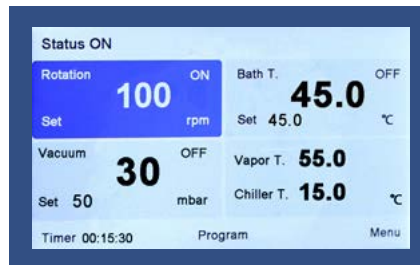 Status ON
Rotation ON
100
Set rpm
Bath T. OFF
45.0
Set 45.0 ℃
Vacuum OFF
30
Set 50 mbar
Vapor T. 55.0
Chiller T. 15.0 ℃
Timer 00:15:30 Program Menu